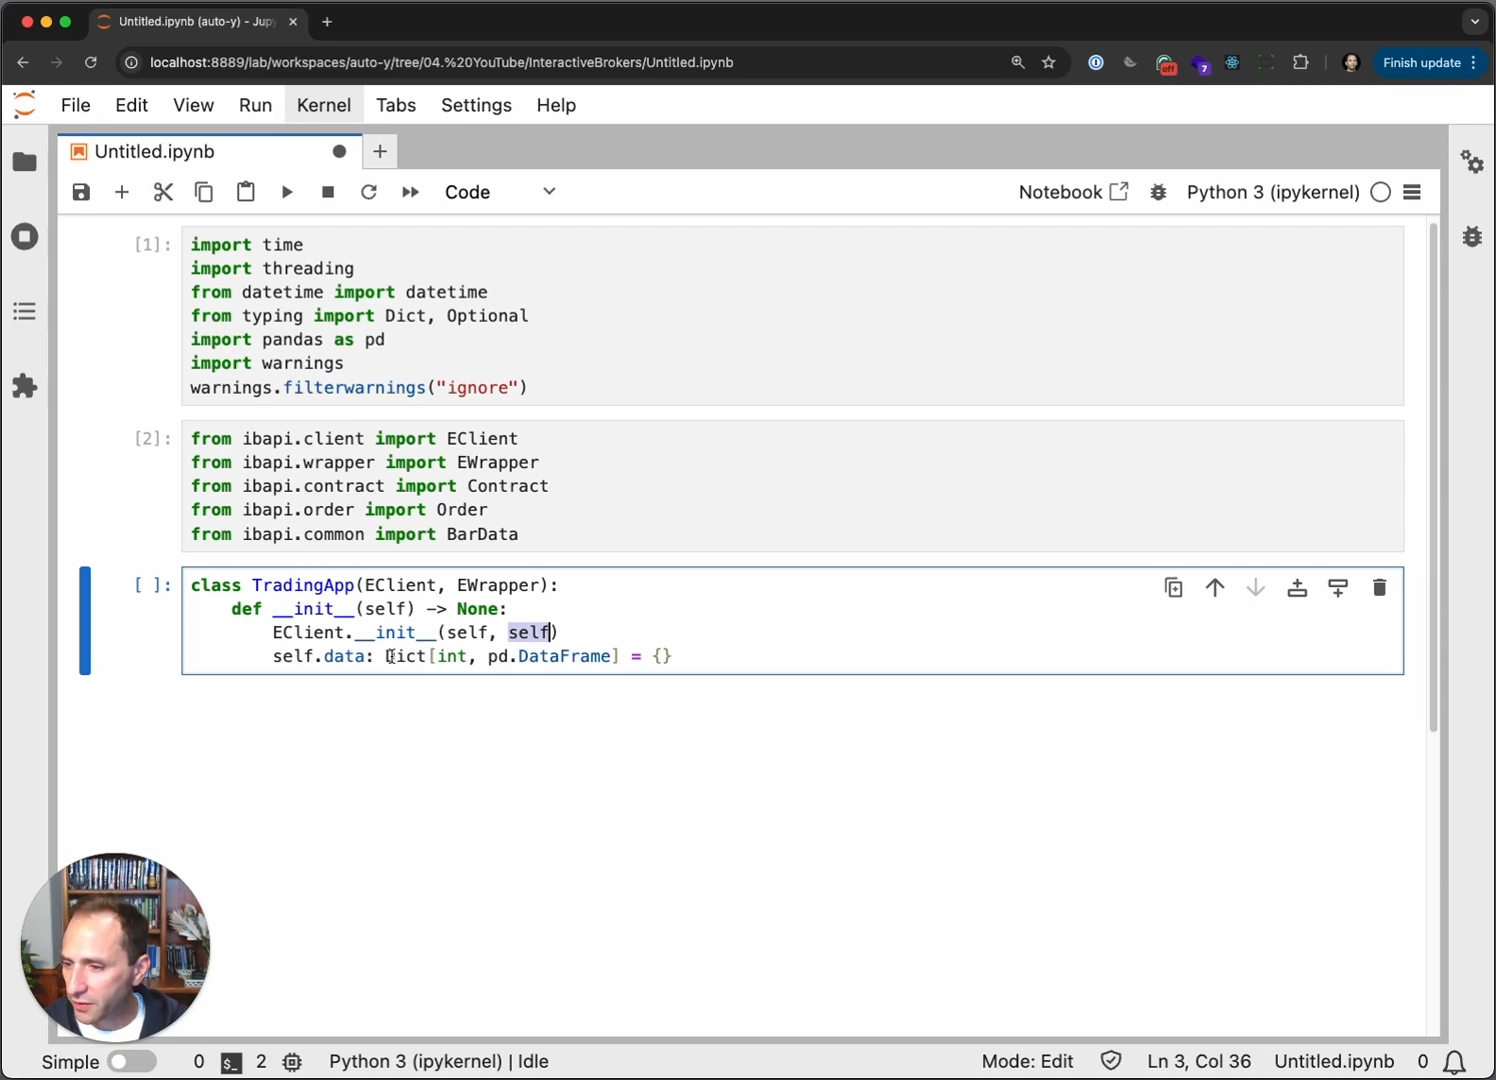 Untitled.ipynb (auto-y) - Jup
localhost:8889/lab/workspaces/auto-y/tree/04.%20YouTube/InteractiveBrokers/Untitled.ipynb
off
7
Finish update
File Edit View Run Kernel Tabs Settings Help
Untitled.ipynb
Code
Notebook
Python 3 (ipykernel)
[1]:
import time
import threading
from datetime import datetime
from typing import Dict, Optional
import pandas as pd
import warnings
warnings.filterwarnings("ignore")
[2]:
from ibapi.client import EClient
from ibapi.wrapper import EWrapper
from ibapi.contract import Contract
from ibapi.order import Order
from ibapi.common import BarData
[ ]:
class TradingApp(EClient, EWrapper):
def __init__(self) -> None:
EClient.__init__(self, self)
self.data: Dict[int, pd.DataFrame] = {}
Simple 0 $_ 2 Python 3 (ipykernel) | Idle Mode: Edit Ln 3, Col 36 Untitled.ipynb 0